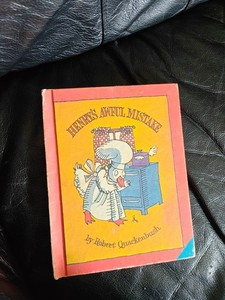 HENRY'S AWFUL MISTAKE
by Robert Quackenbush